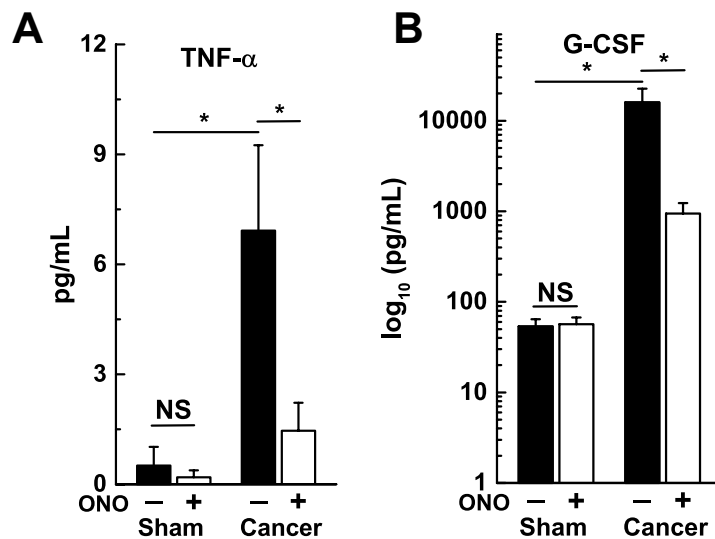 A
TNF-α
12
9
6
3
0
pg/mL
*
*
NS
ONO − + − +
Sham Cancer
B
G-CSF
10000
1000
100
10
1
log₁₀ (pg/mL)
*
*
NS
ONO − + − +
Sham Cancer